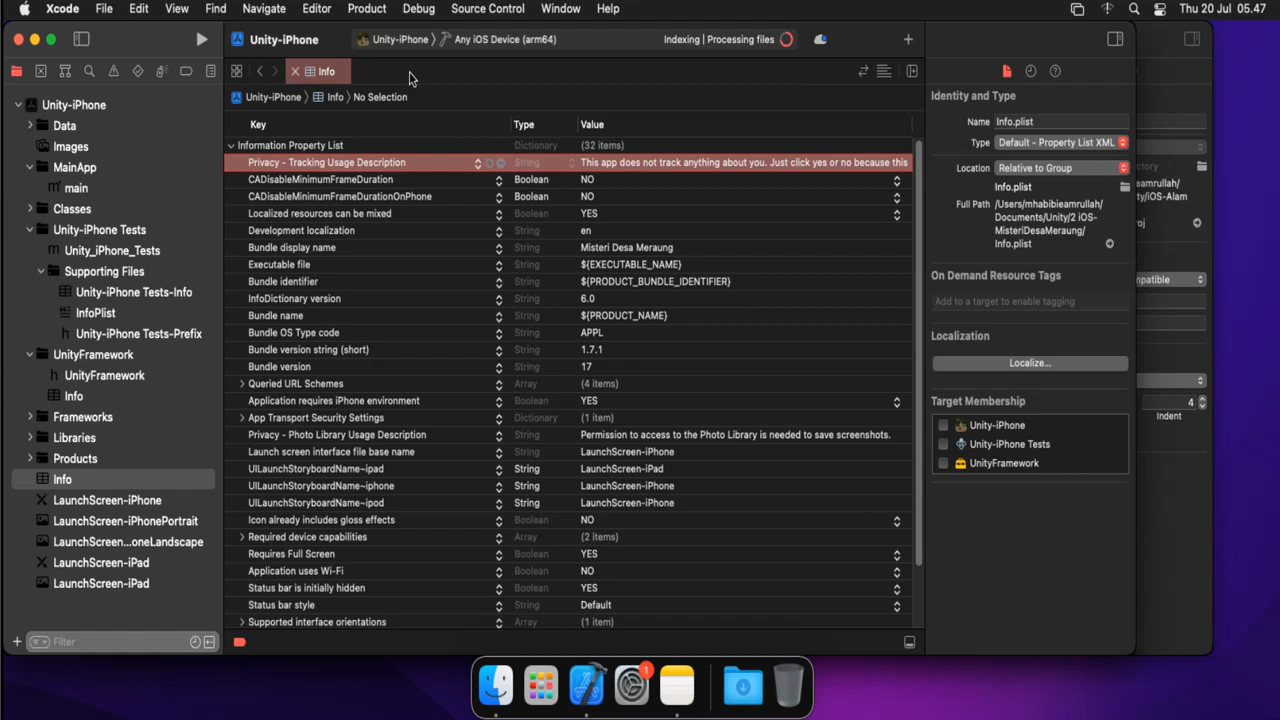 Xcode File Edit View Find Navigate Editor Product Debug Source Control Window Help Thu 20 Jul 05.47
Unity-iPhone Unity-iPhone Any iOS Device (arm64) Indexing | Processing files
Info
Unity-iPhone Info No Selection
Unity-iPhone
Data
Images
MainApp
main
Classes
Unity-iPhone Tests
Unity_iPhone_Tests
Supporting Files
Unity-iPhone Tests-Info
InfoPlist
Unity-iPhone Tests-Prefix
UnityFramework
UnityFramework
Info
Frameworks
Libraries
Products
Info
LaunchScreen-iPhone
LaunchScreen-iPhonePortrait
LaunchScreen...oneLandscape
LaunchScreen-iPad
LaunchScreen-iPad
Filter
Key Type Value
Information Property List Dictionary (32 items)
Privacy - Tracking Usage Description String This app does not track anything about you. Just click yes or no because this
CADisableMinimumFrameDuration Boolean NO
CADisableMinimumFrameDurationOnPhone Boolean NO
Localized resources can be mixed Boolean YES
Development localization String en
Bundle display name String Misteri Desa Meraung
Executable file String ${EXECUTABLE_NAME}
Bundle identifier String ${PRODUCT_BUNDLE_IDENTIFIER}
InfoDictionary version String 6.0
Bundle name String ${PRODUCT_NAME}
Bundle OS Type code String APPL
Bundle version string (short) String 1.7.1
Bundle version String 17
Queried URL Schemes Array (4 items)
Application requires iPhone environment Boolean YES
App Transport Security Settings Dictionary (1 item)
Privacy - Photo Library Usage Description String Permission to access to the Photo Library is needed to save screenshots.
Launch screen interface file base name String LaunchScreen-iPhone
UILaunchStoryboardName~ipad String LaunchScreen-iPad
UILaunchStoryboardName~iphone String LaunchScreen-iPhone
UILaunchStoryboardName~ipod String LaunchScreen-iPhone
Icon already includes gloss effects Boolean NO
Required device capabilities Array (2 items)
Requires Full Screen Boolean YES
Application uses Wi-Fi Boolean NO
Status bar is initially hidden Boolean YES
Status bar style String Default
Supported interface orientations Array (1 item)
Identity and Type
Name Info.plist
Type Default - Property List XML
Location Relative to Group
Info.plist
Full Path /Users/mhabibieamrullah/
Documents/Unity/2 iOS-
MisteriDesaMeraung/
Info.plist
On Demand Resource Tags
Add to a target to enable tagging
Localization
Localize...
Target Membership
Unity-iPhone
Unity-iPhone Tests
UnityFramework
ectory
eamrullah/
y/iOS-Alam
roj
mpatible
4
Indent
1